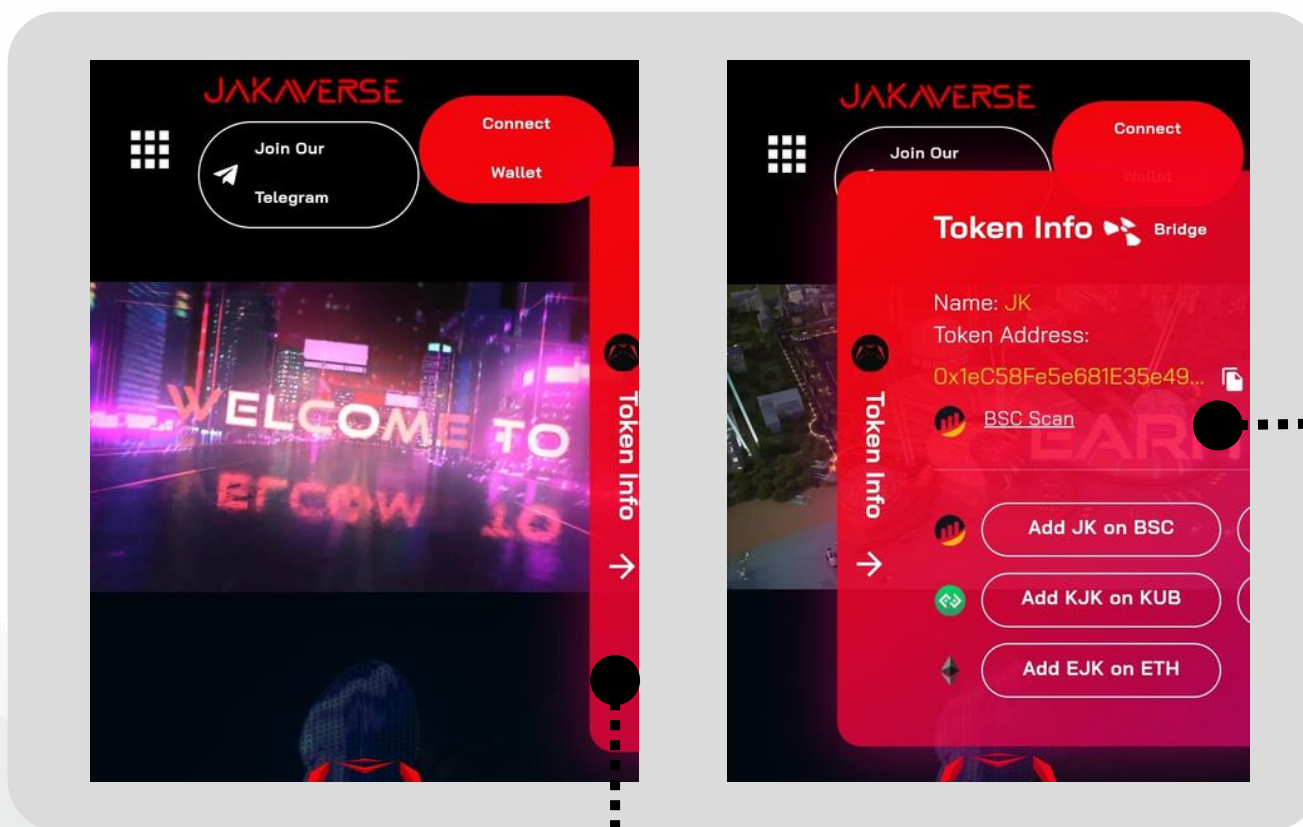 JAKAVERSE
Connect
Wallet
Join Our
Telegram
WELCOME TO
Token Info
JAKAVERSE
Connect
Wallet
Join Our
Token Info
Bridge
Name: JK
Token Address:
0x1eC58Fe5e681E35e49...
BSC Scan
EARN
Token Info
Add JK on BSC
Add KJK on KUB
Add EJK on ETH